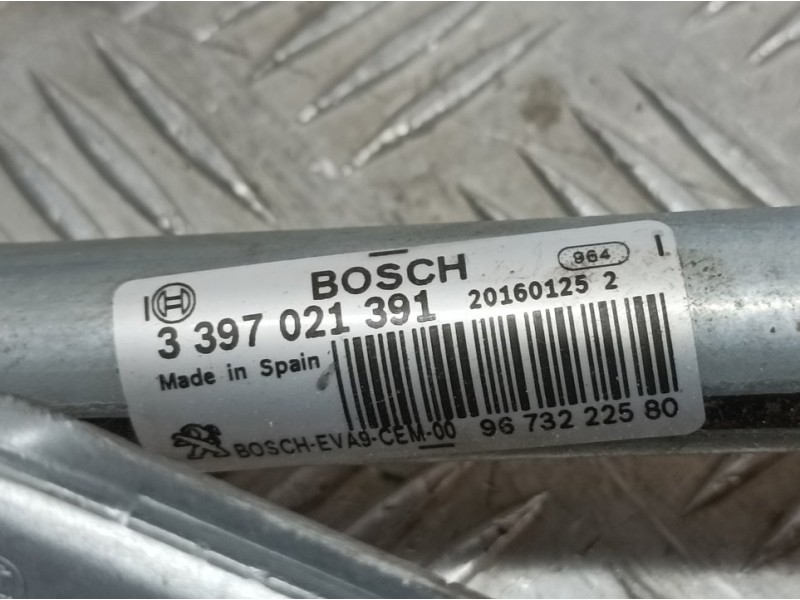 BOSCH
964
3 397 021 391
20160125 2
Made in Spain
BOSCH-EVA9-CEM-00
96 732 225 80